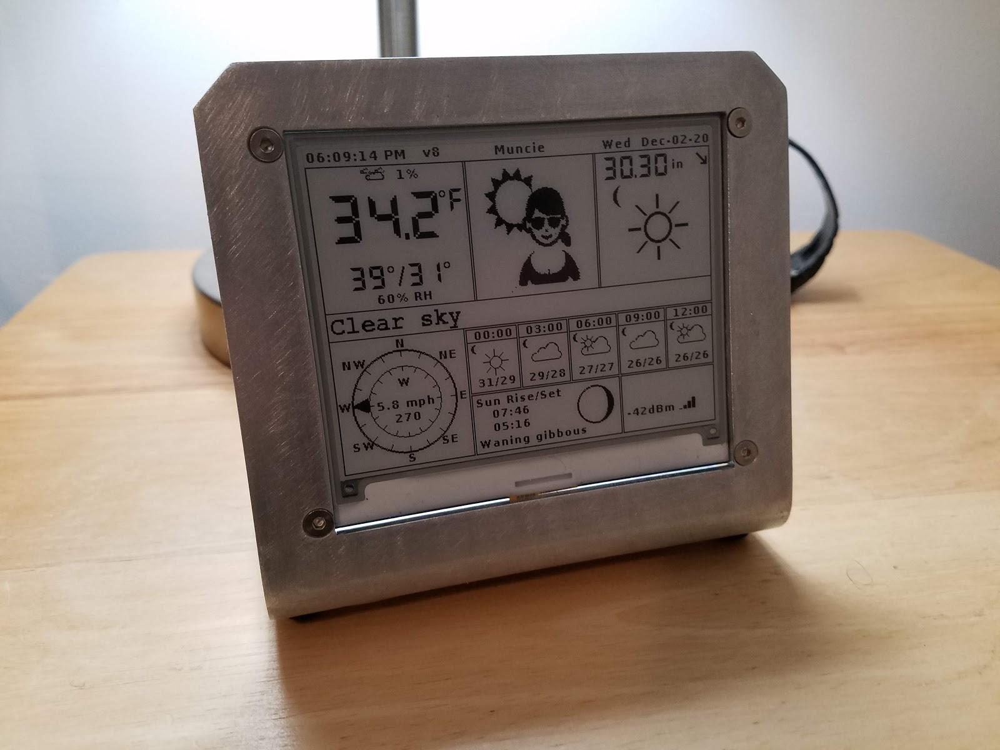 06:09:14 PM v8 Muncie Wed Dec-02-20
1%
34.2°F
39°/31°
60% RH
30.30 in
Clear sky
00:00 03:00 06:00 09:00 12:00
31/29 29/28 27/27 26/26 26/26
N
NW NE
W
W 5.8 mph E
270
SW SE
S
Sun Rise/Set
07:46
05:16
Waning gibbous
-42dBm